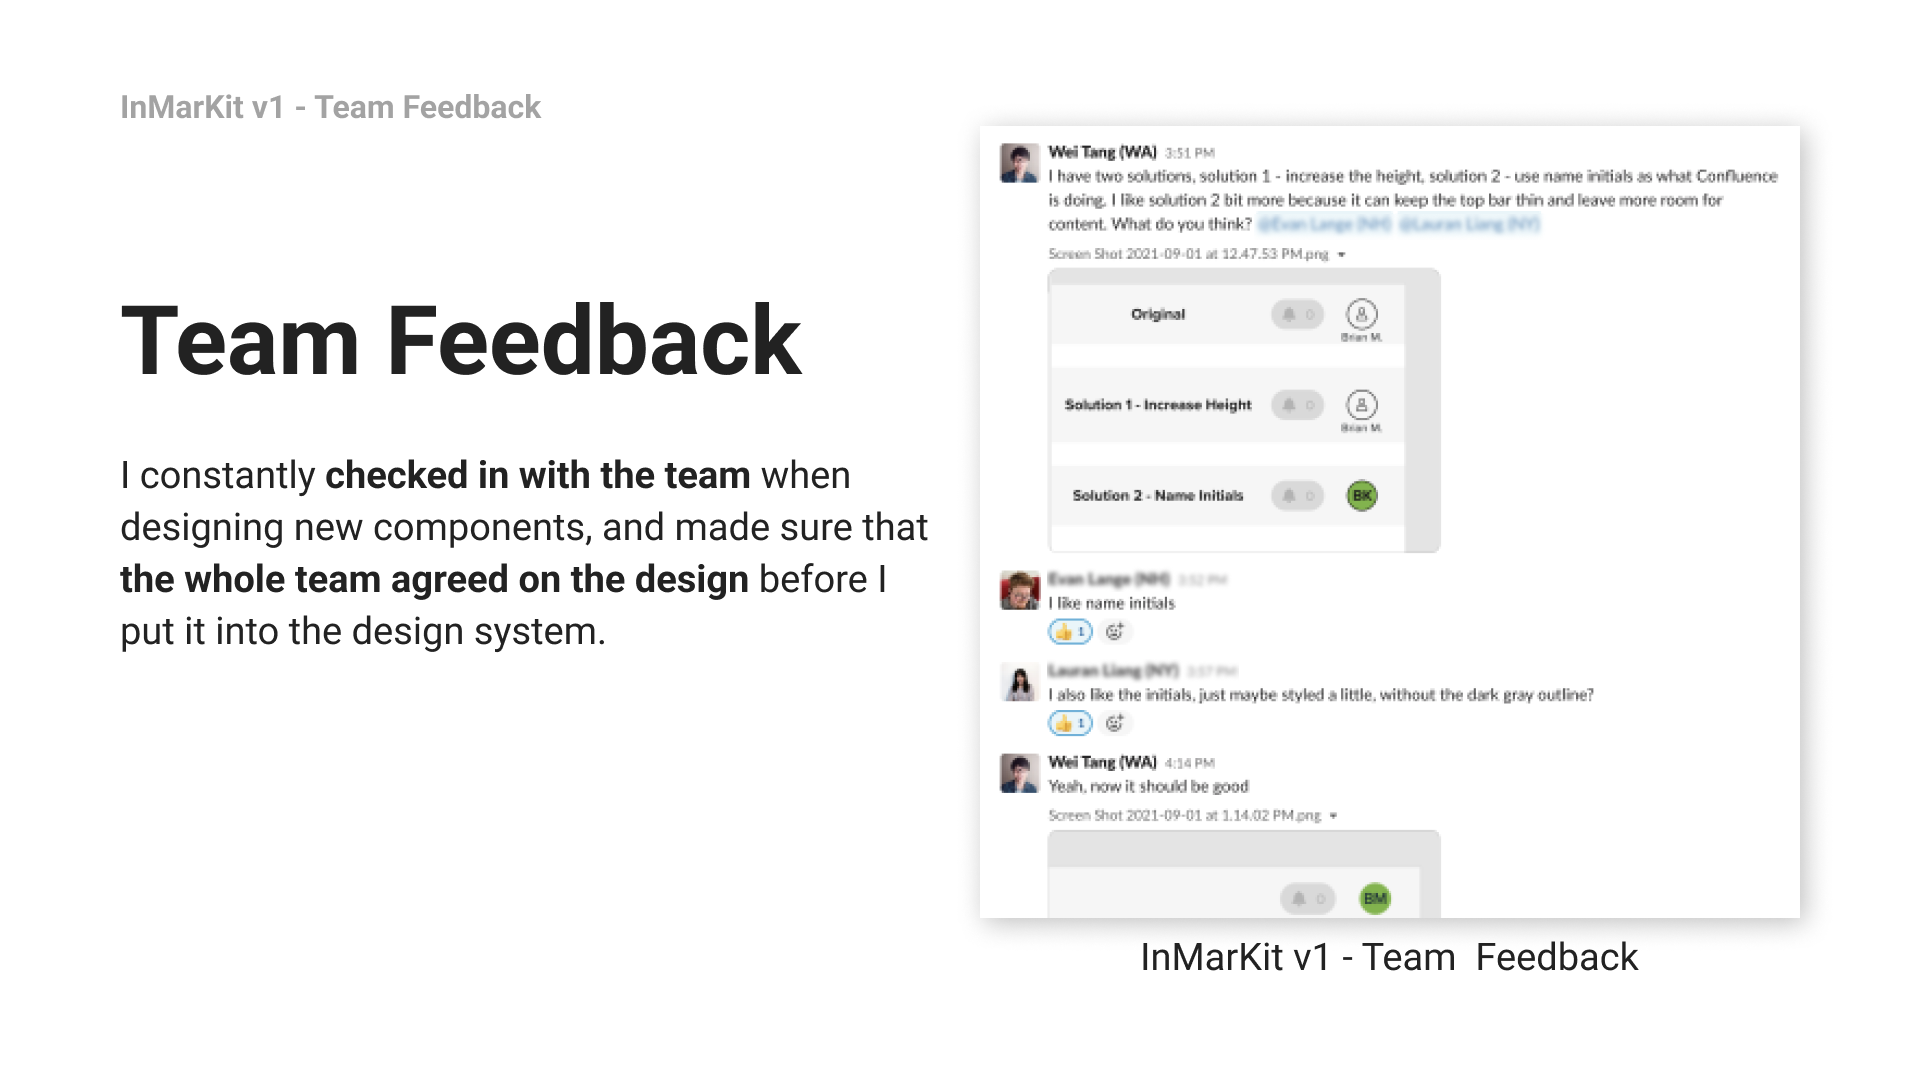 InMarKit v1 - Team Feedback
Team Feedback
I constantly checked in with the team when
designing new components, and made sure that
the whole team agreed on the design before I
put it into the design system.
Wei Tang (WA) 3:51 PM
I have two solutions, solution 1 - increase the height, solution 2 - use name initials as what Confluence
is doing. I like solution 2 bit more because it can keep the top bar thin and leave more room for
content. What do you think?
Screen Shot 2021-09-01 at 12.47.53 PM.png
Original 0
Brian M.
Solution 1 - Increase Height 0
Brian M.
Solution 2 - Name Initials 0 BK
I like name initials
1
I also like the initials, just maybe styled a little, without the dark gray outline?
1
Wei Tang (WA) 4:14 PM
Yeah, now it should be good
Screen Shot 2021-09-01 at 1.14.02 PM.png
0 BM
InMarKit v1 - Team  Feedback